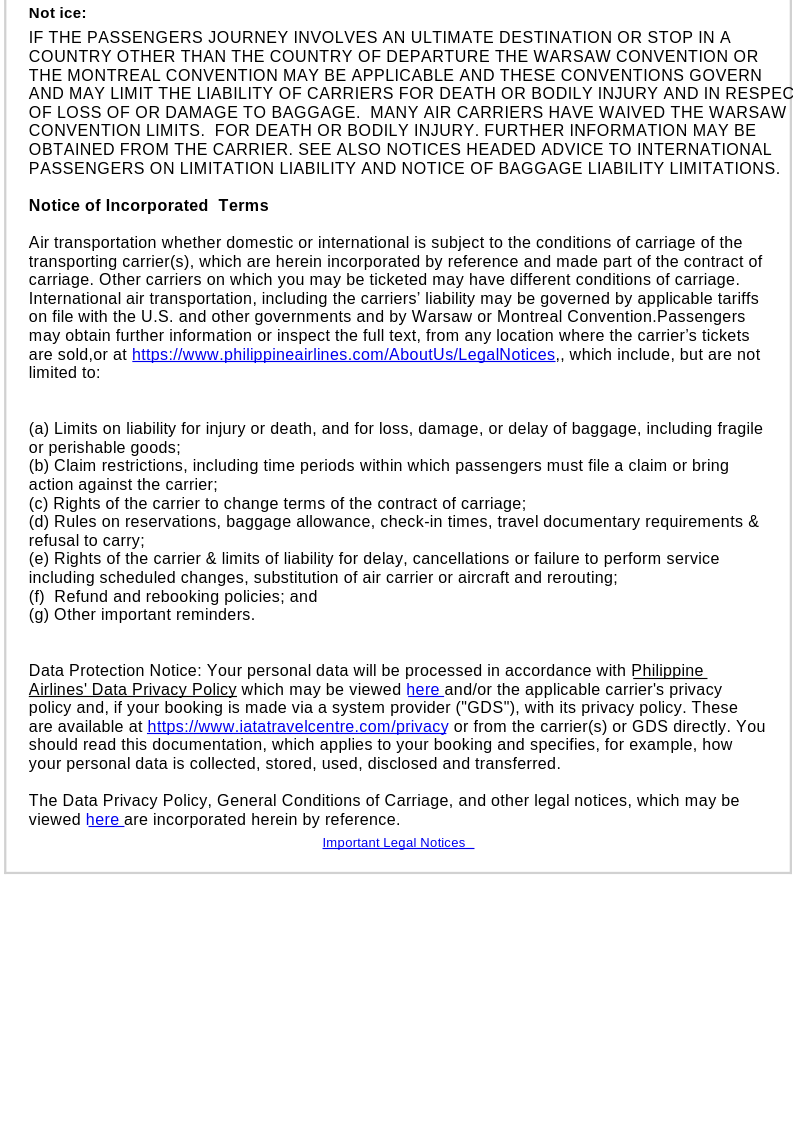 Not ice:
IF THE PASSENGERS JOURNEY INVOLVES AN ULTIMATE DESTINATION OR STOP IN A
COUNTRY OTHER THAN THE COUNTRY OF DEPARTURE THE WARSAW CONVENTION OR
THE MONTREAL CONVENTION MAY BE APPLICABLE AND THESE CONVENTIONS GOVERN
AND MAY LIMIT THE LIABILITY OF CARRIERS FOR DEATH OR BODILY INJURY AND IN RESPEC
OF LOSS OF OR DAMAGE TO BAGGAGE.  MANY AIR CARRIERS HAVE WAIVED THE WARSAW
CONVENTION LIMITS.  FOR DEATH OR BODILY INJURY. FURTHER INFORMATION MAY BE
OBTAINED FROM THE CARRIER. SEE ALSO NOTICES HEADED ADVICE TO INTERNATIONAL
PASSENGERS ON LIMITATION LIABILITY AND NOTICE OF BAGGAGE LIABILITY LIMITATIONS.
Notice of Incorporated  Terms
Air transportation whether domestic or international is subject to the conditions of carriage of the
transporting carrier(s), which are herein incorporated by reference and made part of the contract of
carriage. Other carriers on which you may be ticketed may have different conditions of carriage.
International air transportation, including the carriers' liability may be governed by applicable tariffs
on file with the U.S. and other governments and by Warsaw or Montreal Convention.Passengers
may obtain further information or inspect the full text, from any location where the carrier's tickets
are sold,or at https://www.philippineairlines.com/AboutUs/LegalNotices,, which include, but are not
limited to:
(a) Limits on liability for injury or death, and for loss, damage, or delay of baggage, including fragile
or perishable goods;
(b) Claim restrictions, including time periods within which passengers must file a claim or bring
action against the carrier;
(c) Rights of the carrier to change terms of the contract of carriage;
(d) Rules on reservations, baggage allowance, check-in times, travel documentary requirements &
refusal to carry;
(e) Rights of the carrier & limits of liability for delay, cancellations or failure to perform service
including scheduled changes, substitution of air carrier or aircraft and rerouting;
(f)  Refund and rebooking policies; and
(g) Other important reminders.
Data Protection Notice: Your personal data will be processed in accordance with Philippine
Airlines' Data Privacy Policy which may be viewed here and/or the applicable carrier's privacy
policy and, if your booking is made via a system provider ("GDS"), with its privacy policy. These
are available at https://www.iatatravelcentre.com/privacy or from the carrier(s) or GDS directly. You
should read this documentation, which applies to your booking and specifies, for example, how
your personal data is collected, stored, used, disclosed and transferred.
The Data Privacy Policy, General Conditions of Carriage, and other legal notices, which may be
viewed here are incorporated herein by reference.
Important Legal Notices